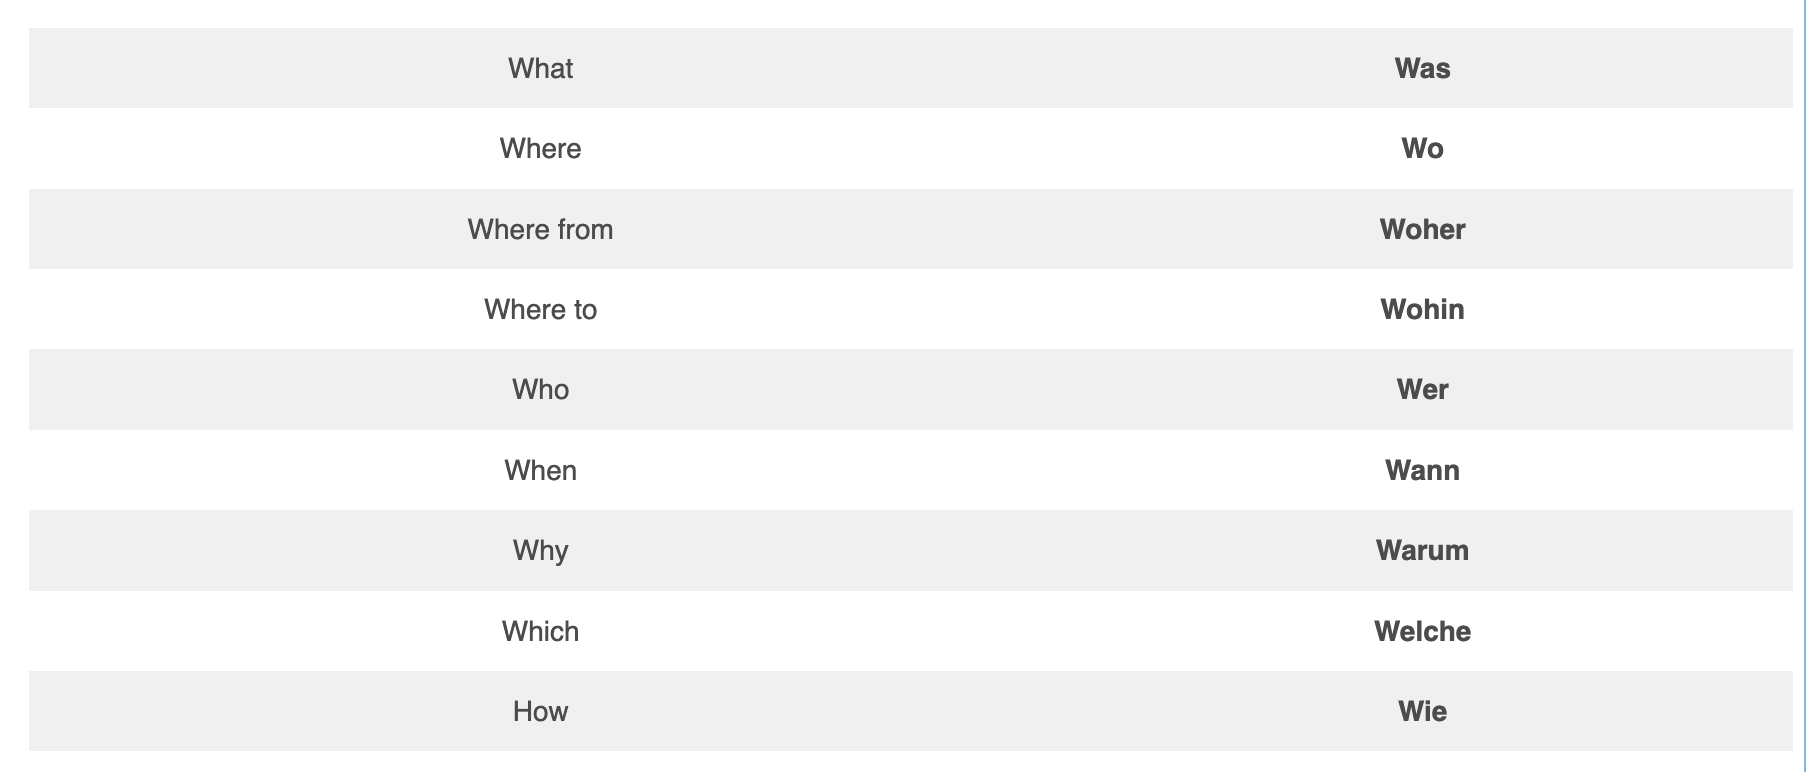 What Was
Where Wo
Where from Woher
Where to Wohin
Who Wer
When Wann
Why Warum
Which Welche
How Wie